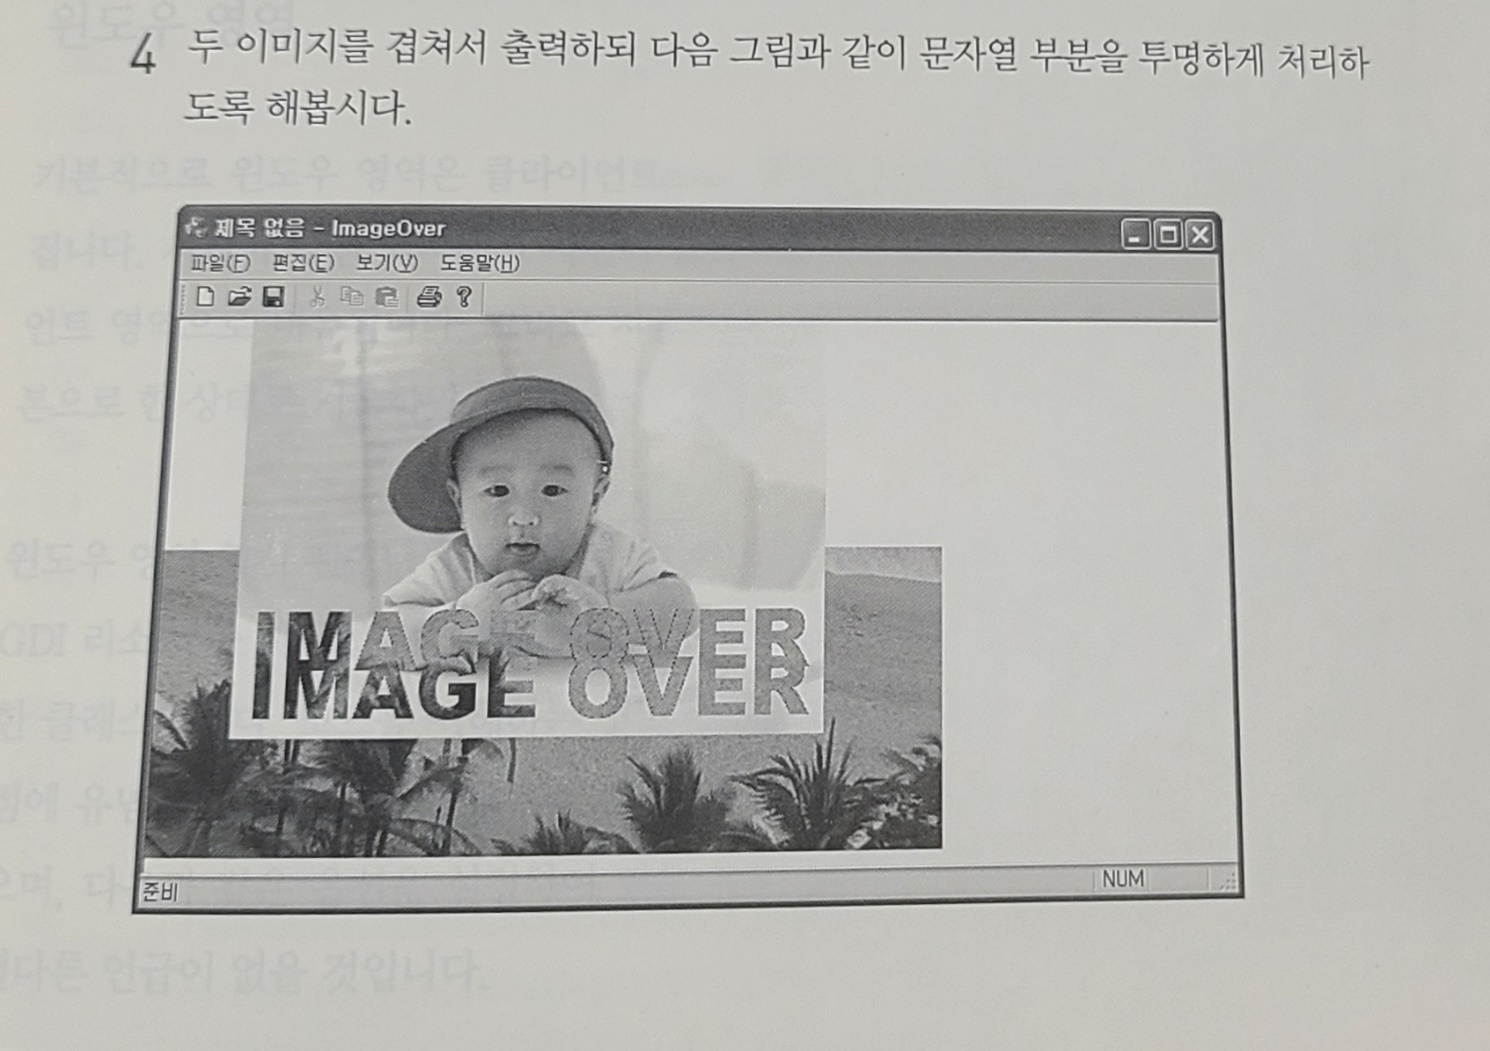 4 두 이미지를 겹쳐서 출력하되 다음 그림과 같이 문자열 부분을 투명하게 처리하
도록 해봅시다.
제목 없음 - ImageOver
파일(F) 편집(E) 보기(V) 도움말(H)
IMAGE OVER
IMAGE OVER
준비 NUM